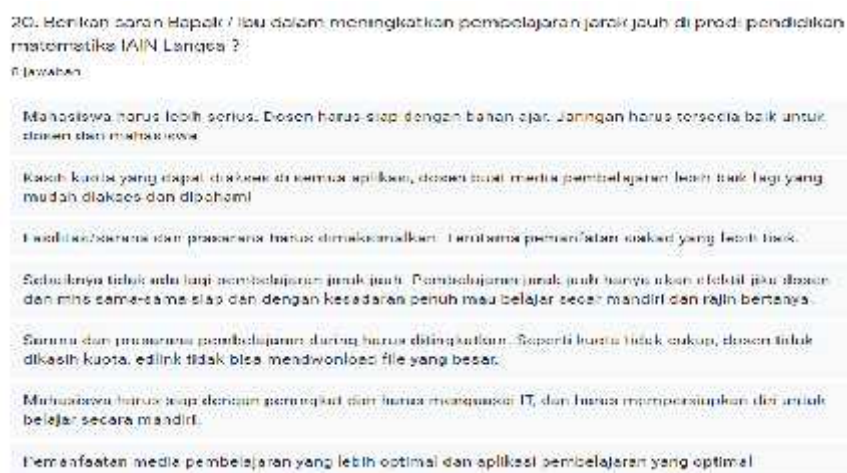 20. Berikan saran Bapak / Ibu dalam meningkatkan pembelajaran jarak jauh di prodi pendidikan
matematika IAIN Langsa ?
jawaban
Mahasiswa harus lebih serius. Dosen harus siap dengan bahan ajar. Jaringan harus tersedia baik untuk
dosen dan mahasiswa
Kasih kuota yang dapat diakses di semua aplikasi, dosen buat media pembelajaran lebih baik lagi yang
mudah diakses dan dipahami
Fasilitas/sarana dan prasarana harus dimaksimalkan. Terutama pemanfatan siakad yang lebih baik.
Sebaiknya tidak ada lagi pembelajaran jarak jauh. Pembelajaran jarak jauh hanya akan efektif jika dosen
dan mhs sama-sama siap dan dengan kesadaran penuh mau belajar secar mandiri dan rajin bertanya.
Sarana dan prasarana pembelajaran daring harus ditingkatkan. Seperti kuota tidak cukup, dosen tidak
dikasih kuota, edlink tidak bisa mendwonload file yang besar.
Mahasiswa harus siap dengan perangkat dan harus menguasai IT, dan harus mempersiapkan diri untuk
belajar secara mandiri.
Pemanfaatan media pembelajaran yang lebih optimal dan aplikasi pembelajaran yang optimal